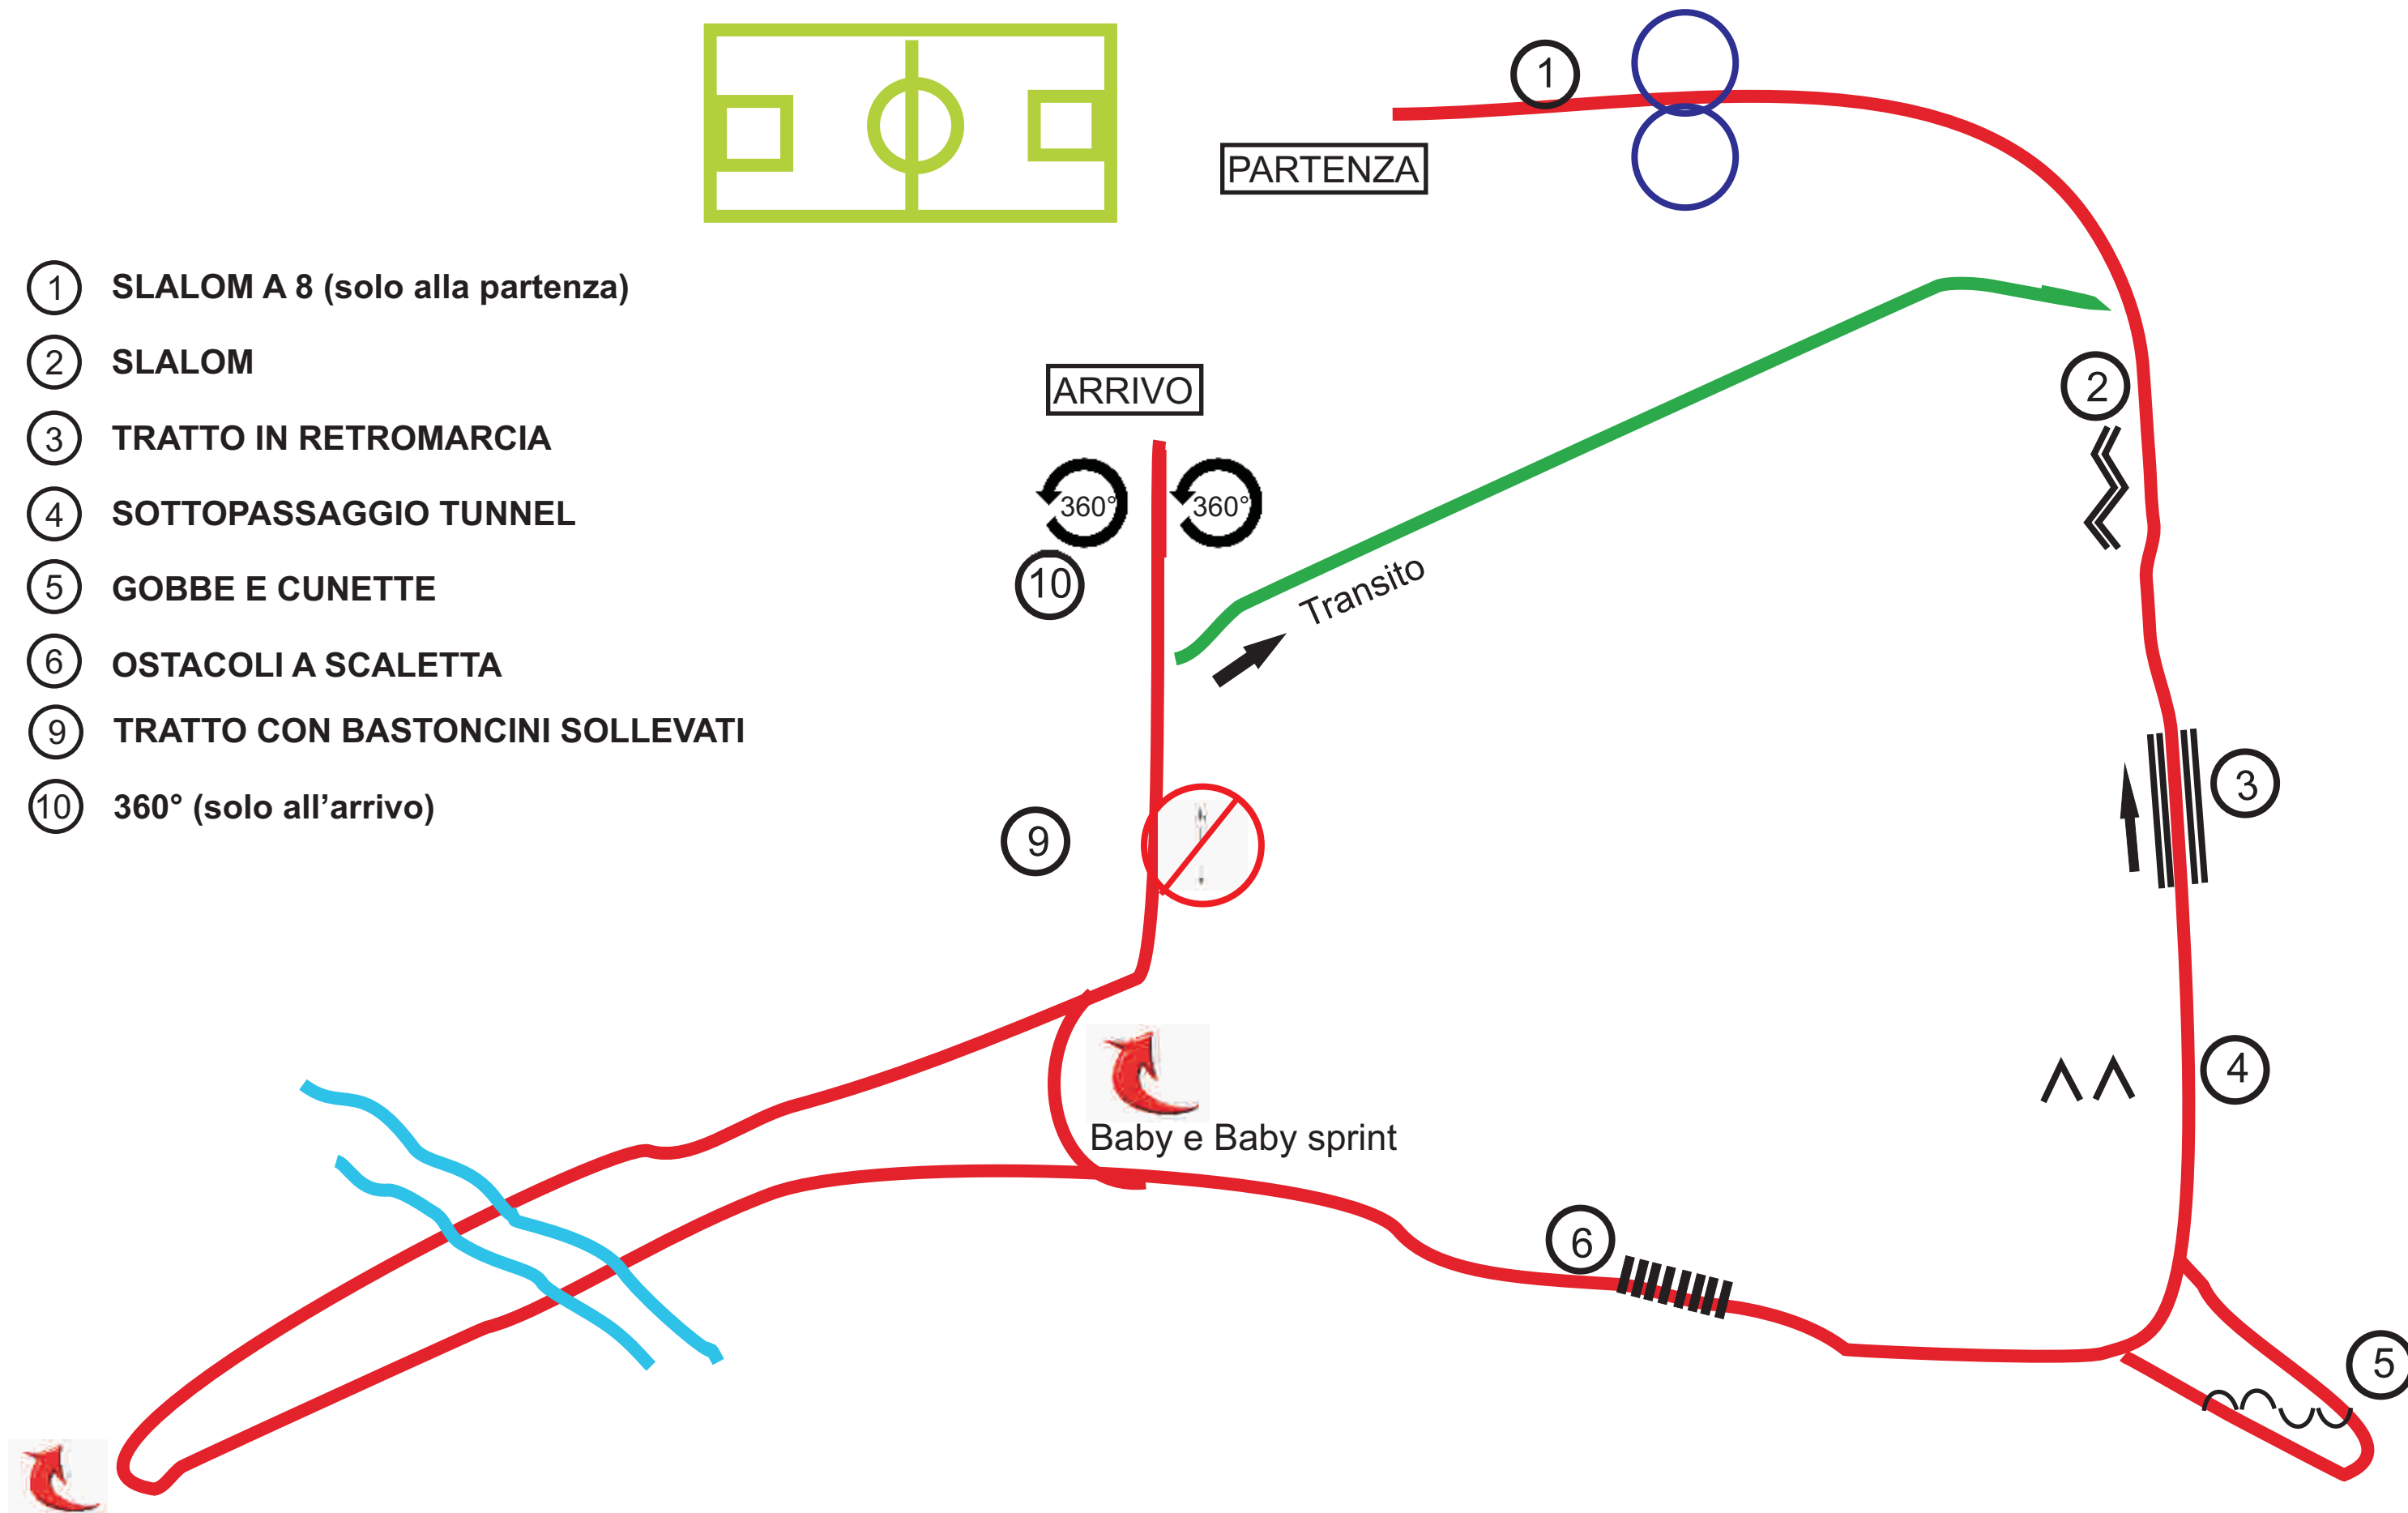 1
PARTENZA
1 SLALOM A 8 (solo alla partenza)
2 SLALOM
ARRIVO
2
3 TRATTO IN RETROMARCIA
360° 360°
4 SOTTOPASSAGGIO TUNNEL
10
Transito
5 GOBBE E CUNETTE
6 OSTACOLI A SCALETTA
9 TRATTO CON BASTONCINI SOLLEVATI
3
10 360° (solo all’arrivo)
9
4
Baby e Baby sprint
6
5